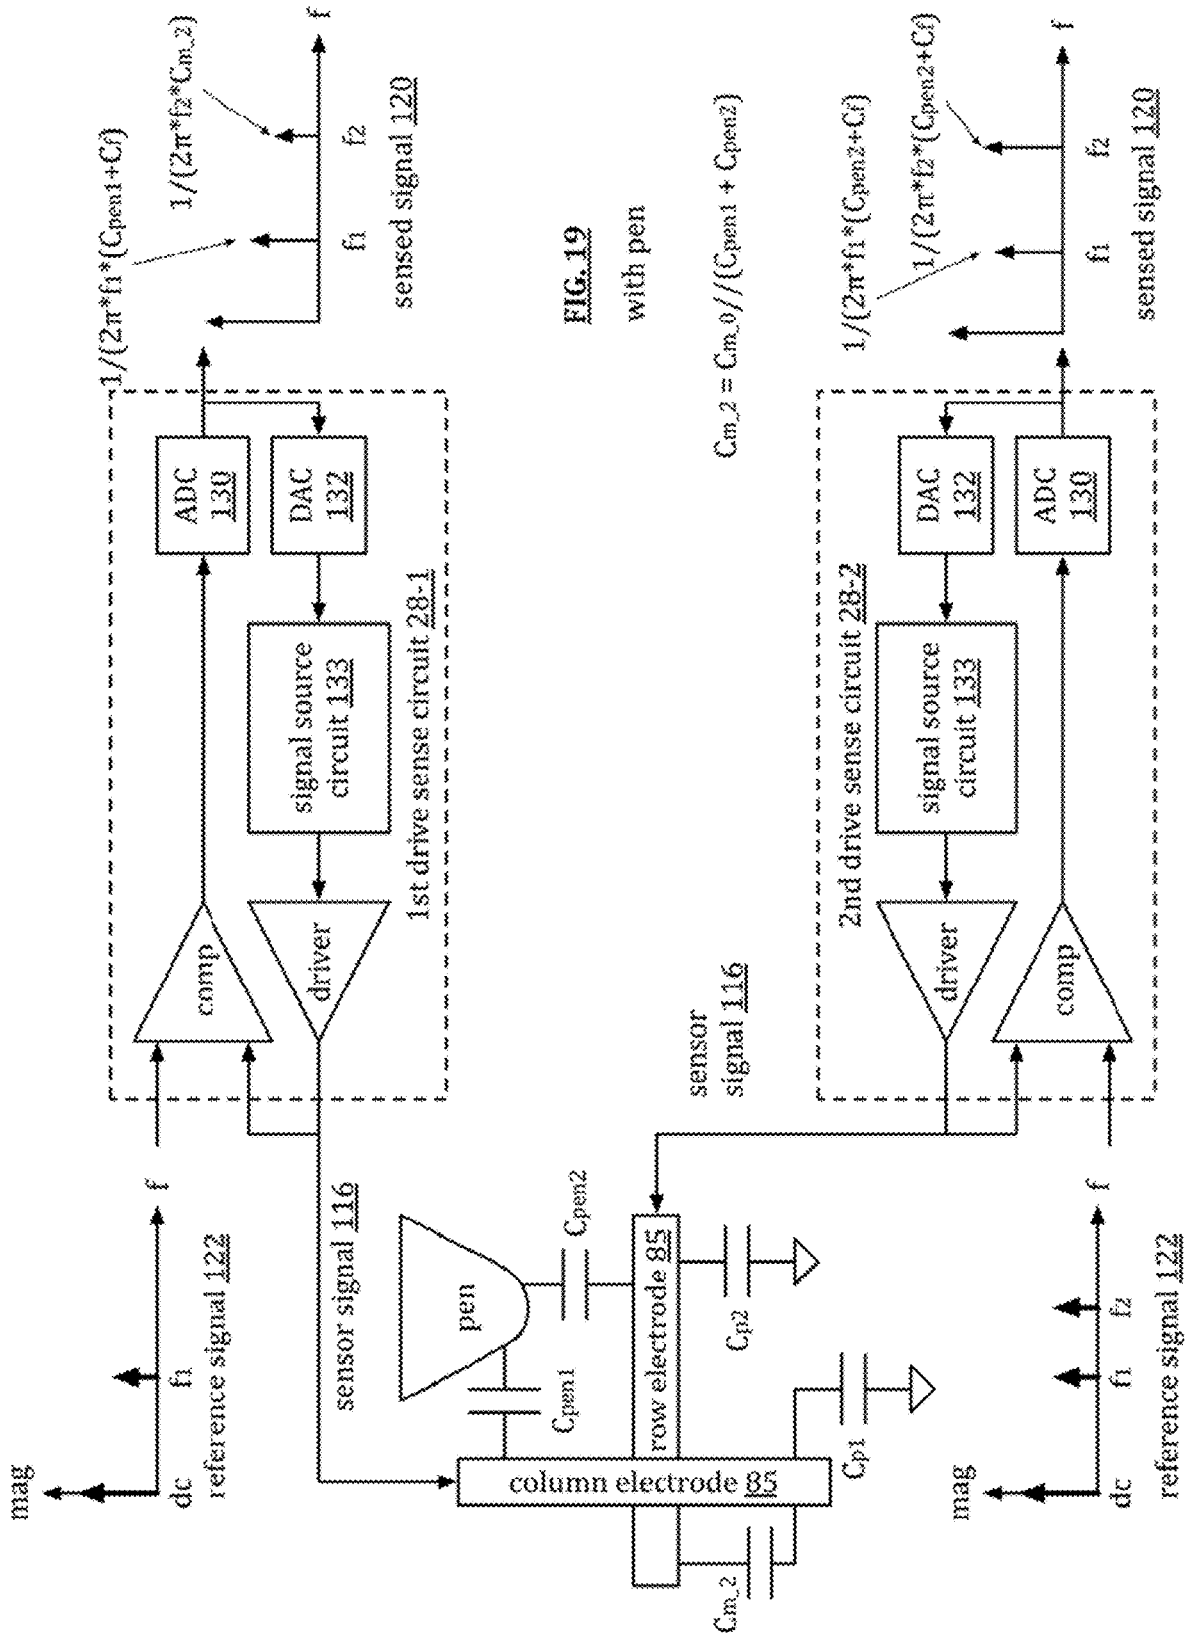 mag
dc
f1
f
reference signal 122
comp
driver
ADC
130
DAC
132
signal source
circuit 133
1st drive sense circuit 28-1
1/(2π*f1*(Cpen1+Cf)
1/(2π*f2*Cm_2)
f1
f2
f
sensed signal 120
sensor signal 116
pen
Cpen1
Cpen2
column electrode 85
row electrode 85
Cm_2
Cp1
Cp2
FIG. 19
with pen
Cm_2 = Cm_0//(Cpen1 + Cpen2)
sensor
signal 116
2nd drive sense circuit 28-2
driver
signal source
circuit 133
DAC
132
comp
ADC
130
1/(2π*f1*(Cpen2+Cf)
1/(2π*f2*(Cpen2+Cf)
f1
f2
f
sensed signal 120
mag
dc
f1
f2
f
reference signal 122